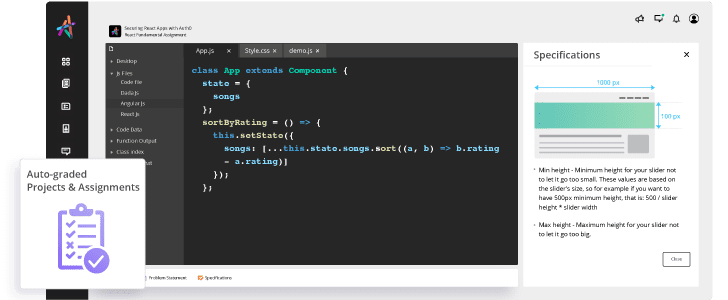 Securing React Apps with Auth0
React Fundamental Assignment
Desktop
Js Files
Code file
Data.js
Angular.Js
React.Js
Code Data
Function Output
Class Index
App.js
Style.css
demo.js
class App extends Component {
stato = {
songs
};
sortByRating = () => {
this.setStato({
songs: [...this.stato.songs.sort((a, b) => b.rating
- a.rating)]
});
};
Problem Statement
Specifications
Auto-graded
Projects & Assignments
Specifications
1000 px
100 px
Min height - Minimum height for your slider not
to let it go too small. These values are based on
the slider's size, so for example if you want to
have 500px minimum height, that is: 500 / slider
height * slider width
Max height - Maximum height for your slider not
to let it go too big.
Close